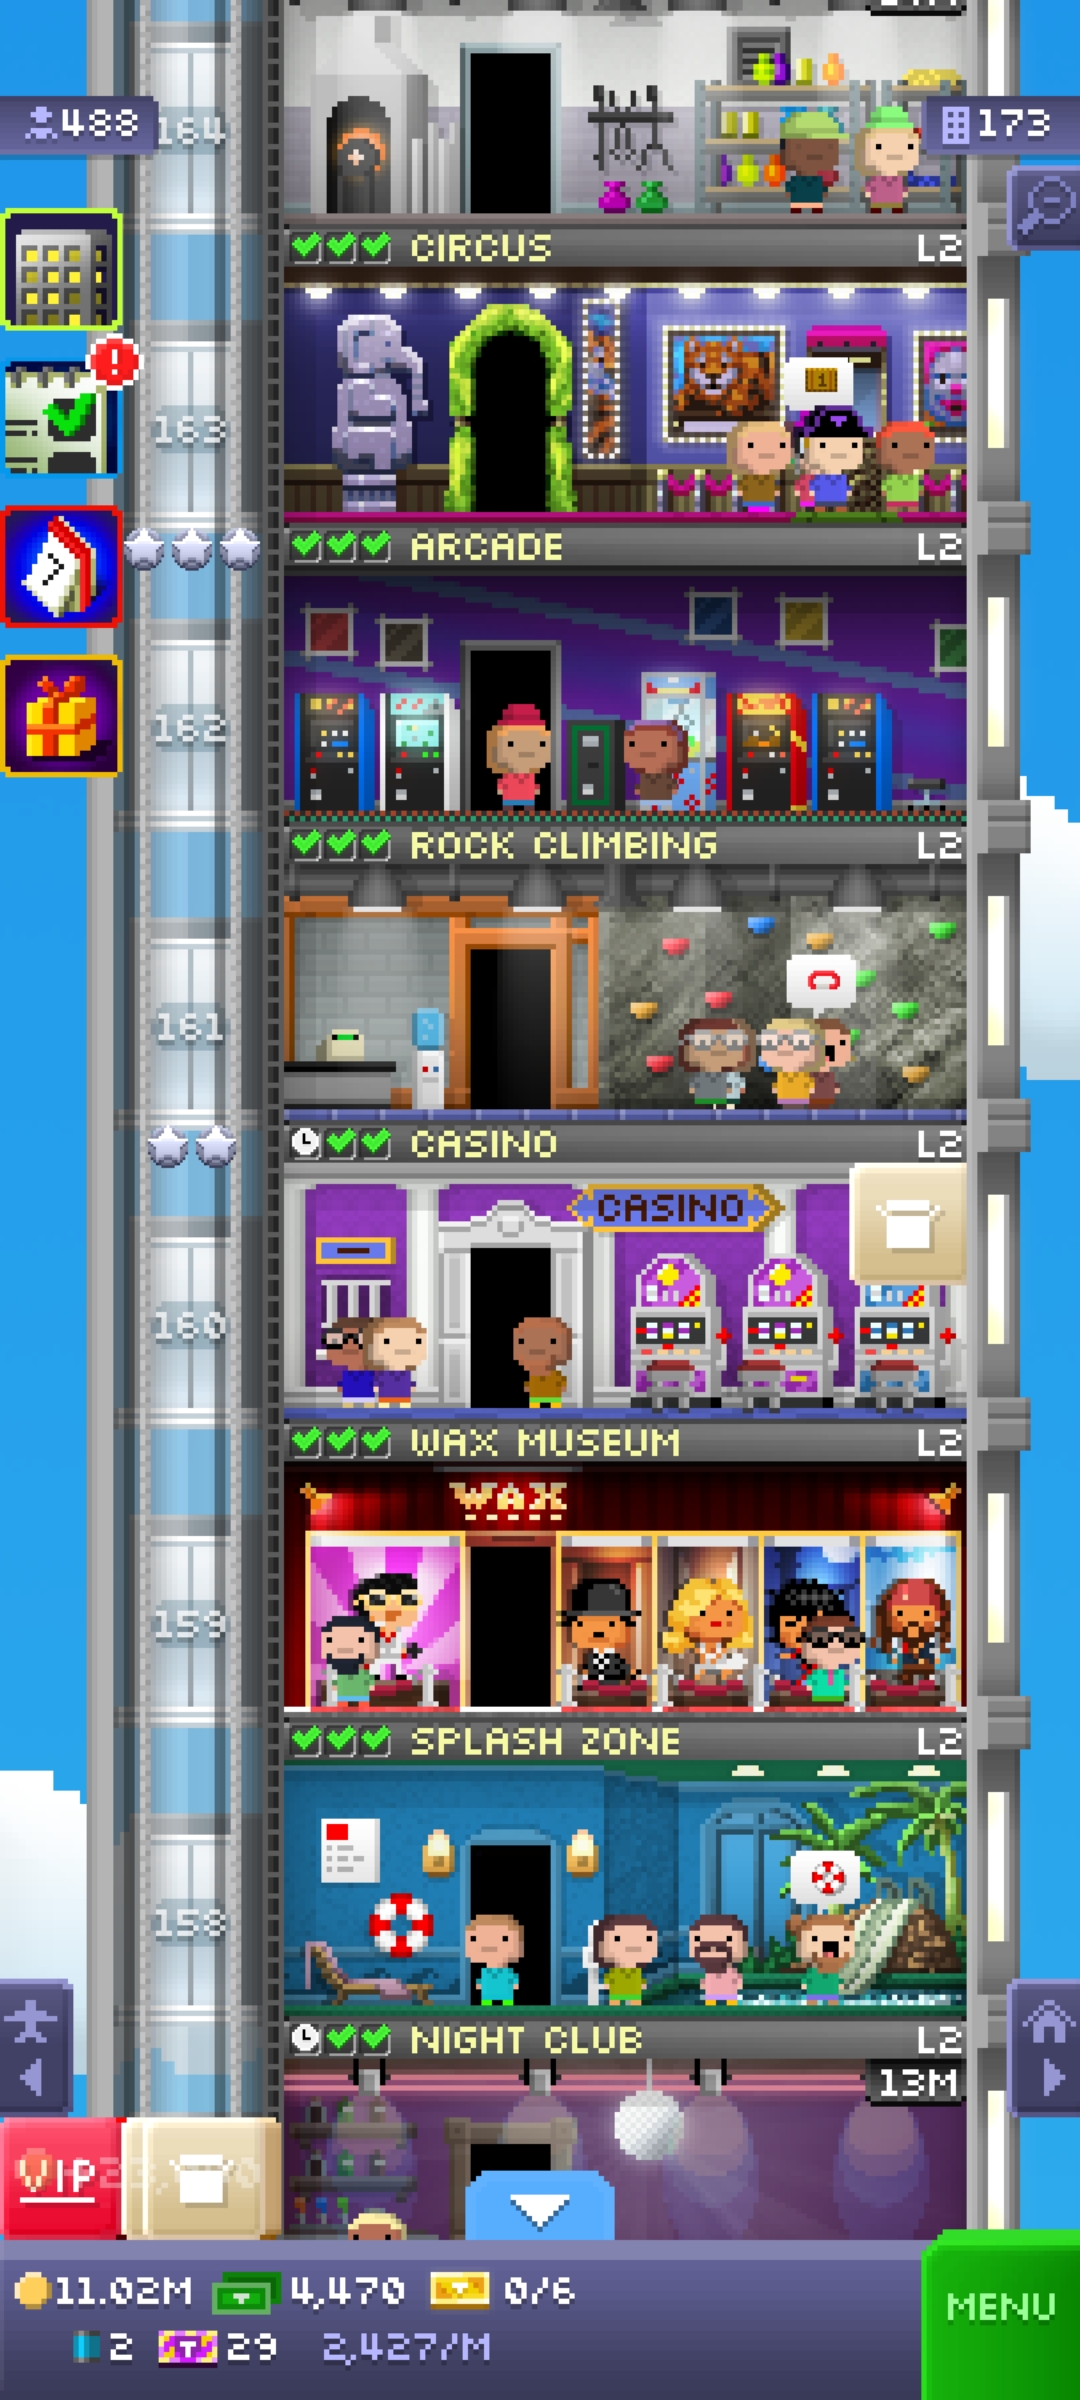 488
164
173
CIRCUS L2
1
163
ARCADE L2
162
7
ROCK CLIMBING L2
161
CASINO L2
CASINO
160
WAX MUSEUM L2
WAX
159
SPLASH ZONE L2
158
NIGHT CLUB L2
13M
VIP
11.02M 4,470 0/6
MENU
2 29 2,427/M